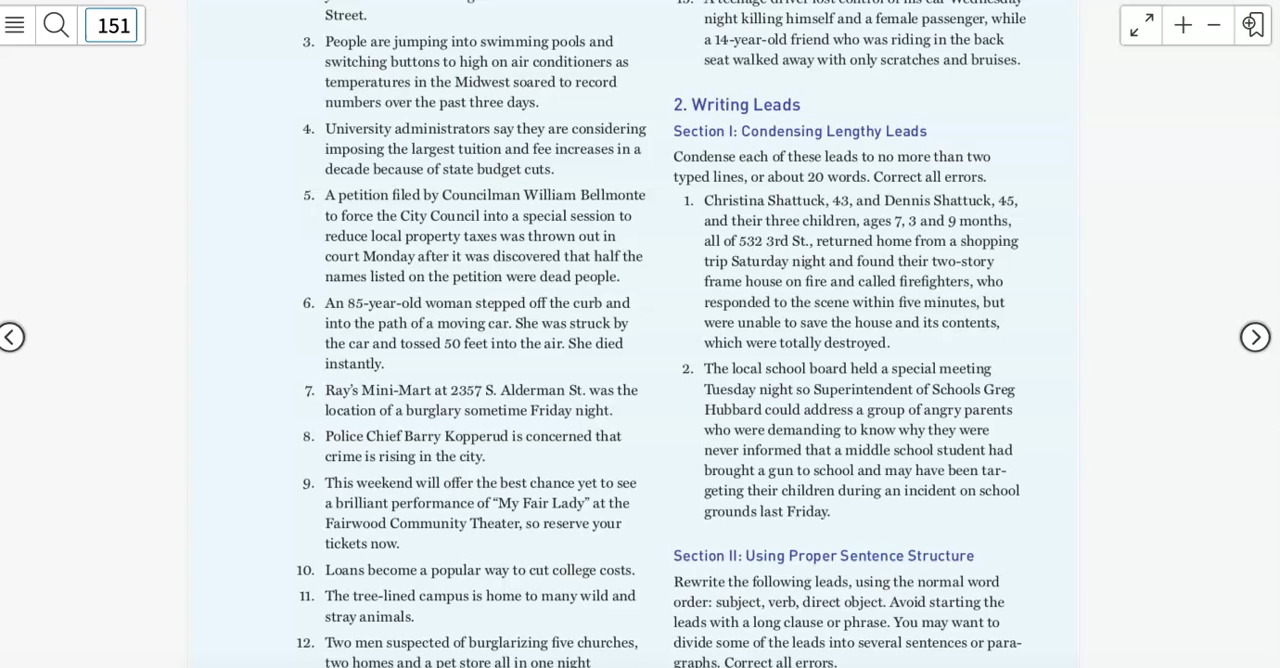 151
Street.
3. People are jumping into swimming pools and
switching buttons to high on air conditioners as
temperatures in the Midwest soared to record
numbers over the past three days.
4. University administrators say they are considering
imposing the largest tuition and fee increases in a
decade because of state budget cuts.
5. A petition filed by Councilman William Bellmonte
to force the City Council into a special session to
reduce local property taxes was thrown out in
court Monday after it was discovered that half the
names listed on the petition were dead people.
6. An 85-year-old woman stepped off the curb and
into the path of a moving car. She was struck by
the car and tossed 50 feet into the air. She died
instantly.
7. Ray's Mini-Mart at 2357 S. Alderman St. was the
location of a burglary sometime Friday night.
8. Police Chief Barry Kopperud is concerned that
crime is rising in the city.
9. This weekend will offer the best chance yet to see
a brilliant performance of “My Fair Lady” at the
Fairwood Community Theater, so reserve your
tickets now.
10. Loans become a popular way to cut college costs.
11. The tree-lined campus is home to many wild and
stray animals.
12. Two men suspected of burglarizing five churches,
two homes and a pet store all in one night
13. A teenage driver lost control of his car Wednesday
night killing himself and a female passenger, while
a 14-year-old friend who was riding in the back
seat walked away with only scratches and bruises.
2. Writing Leads
Section I: Condensing Lengthy Leads
Condense each of these leads to no more than two
typed lines, or about 20 words. Correct all errors.
1. Christina Shattuck, 43, and Dennis Shattuck, 45,
and their three children, ages 7, 3 and 9 months,
all of 532 3rd St., returned home from a shopping
trip Saturday night and found their two-story
frame house on fire and called firefighters, who
responded to the scene within five minutes, but
were unable to save the house and its contents,
which were totally destroyed.
2. The local school board held a special meeting
Tuesday night so Superintendent of Schools Greg
Hubbard could address a group of angry parents
who were demanding to know why they were
never informed that a middle school student had
brought a gun to school and may have been tar-
geting their children during an incident on school
grounds last Friday.
Section II: Using Proper Sentence Structure
Rewrite the following leads, using the normal word
order: subject, verb, direct object. Avoid starting the
leads with a long clause or phrase. You may want to
divide some of the leads into several sentences or para-
graphs. Correct all errors.